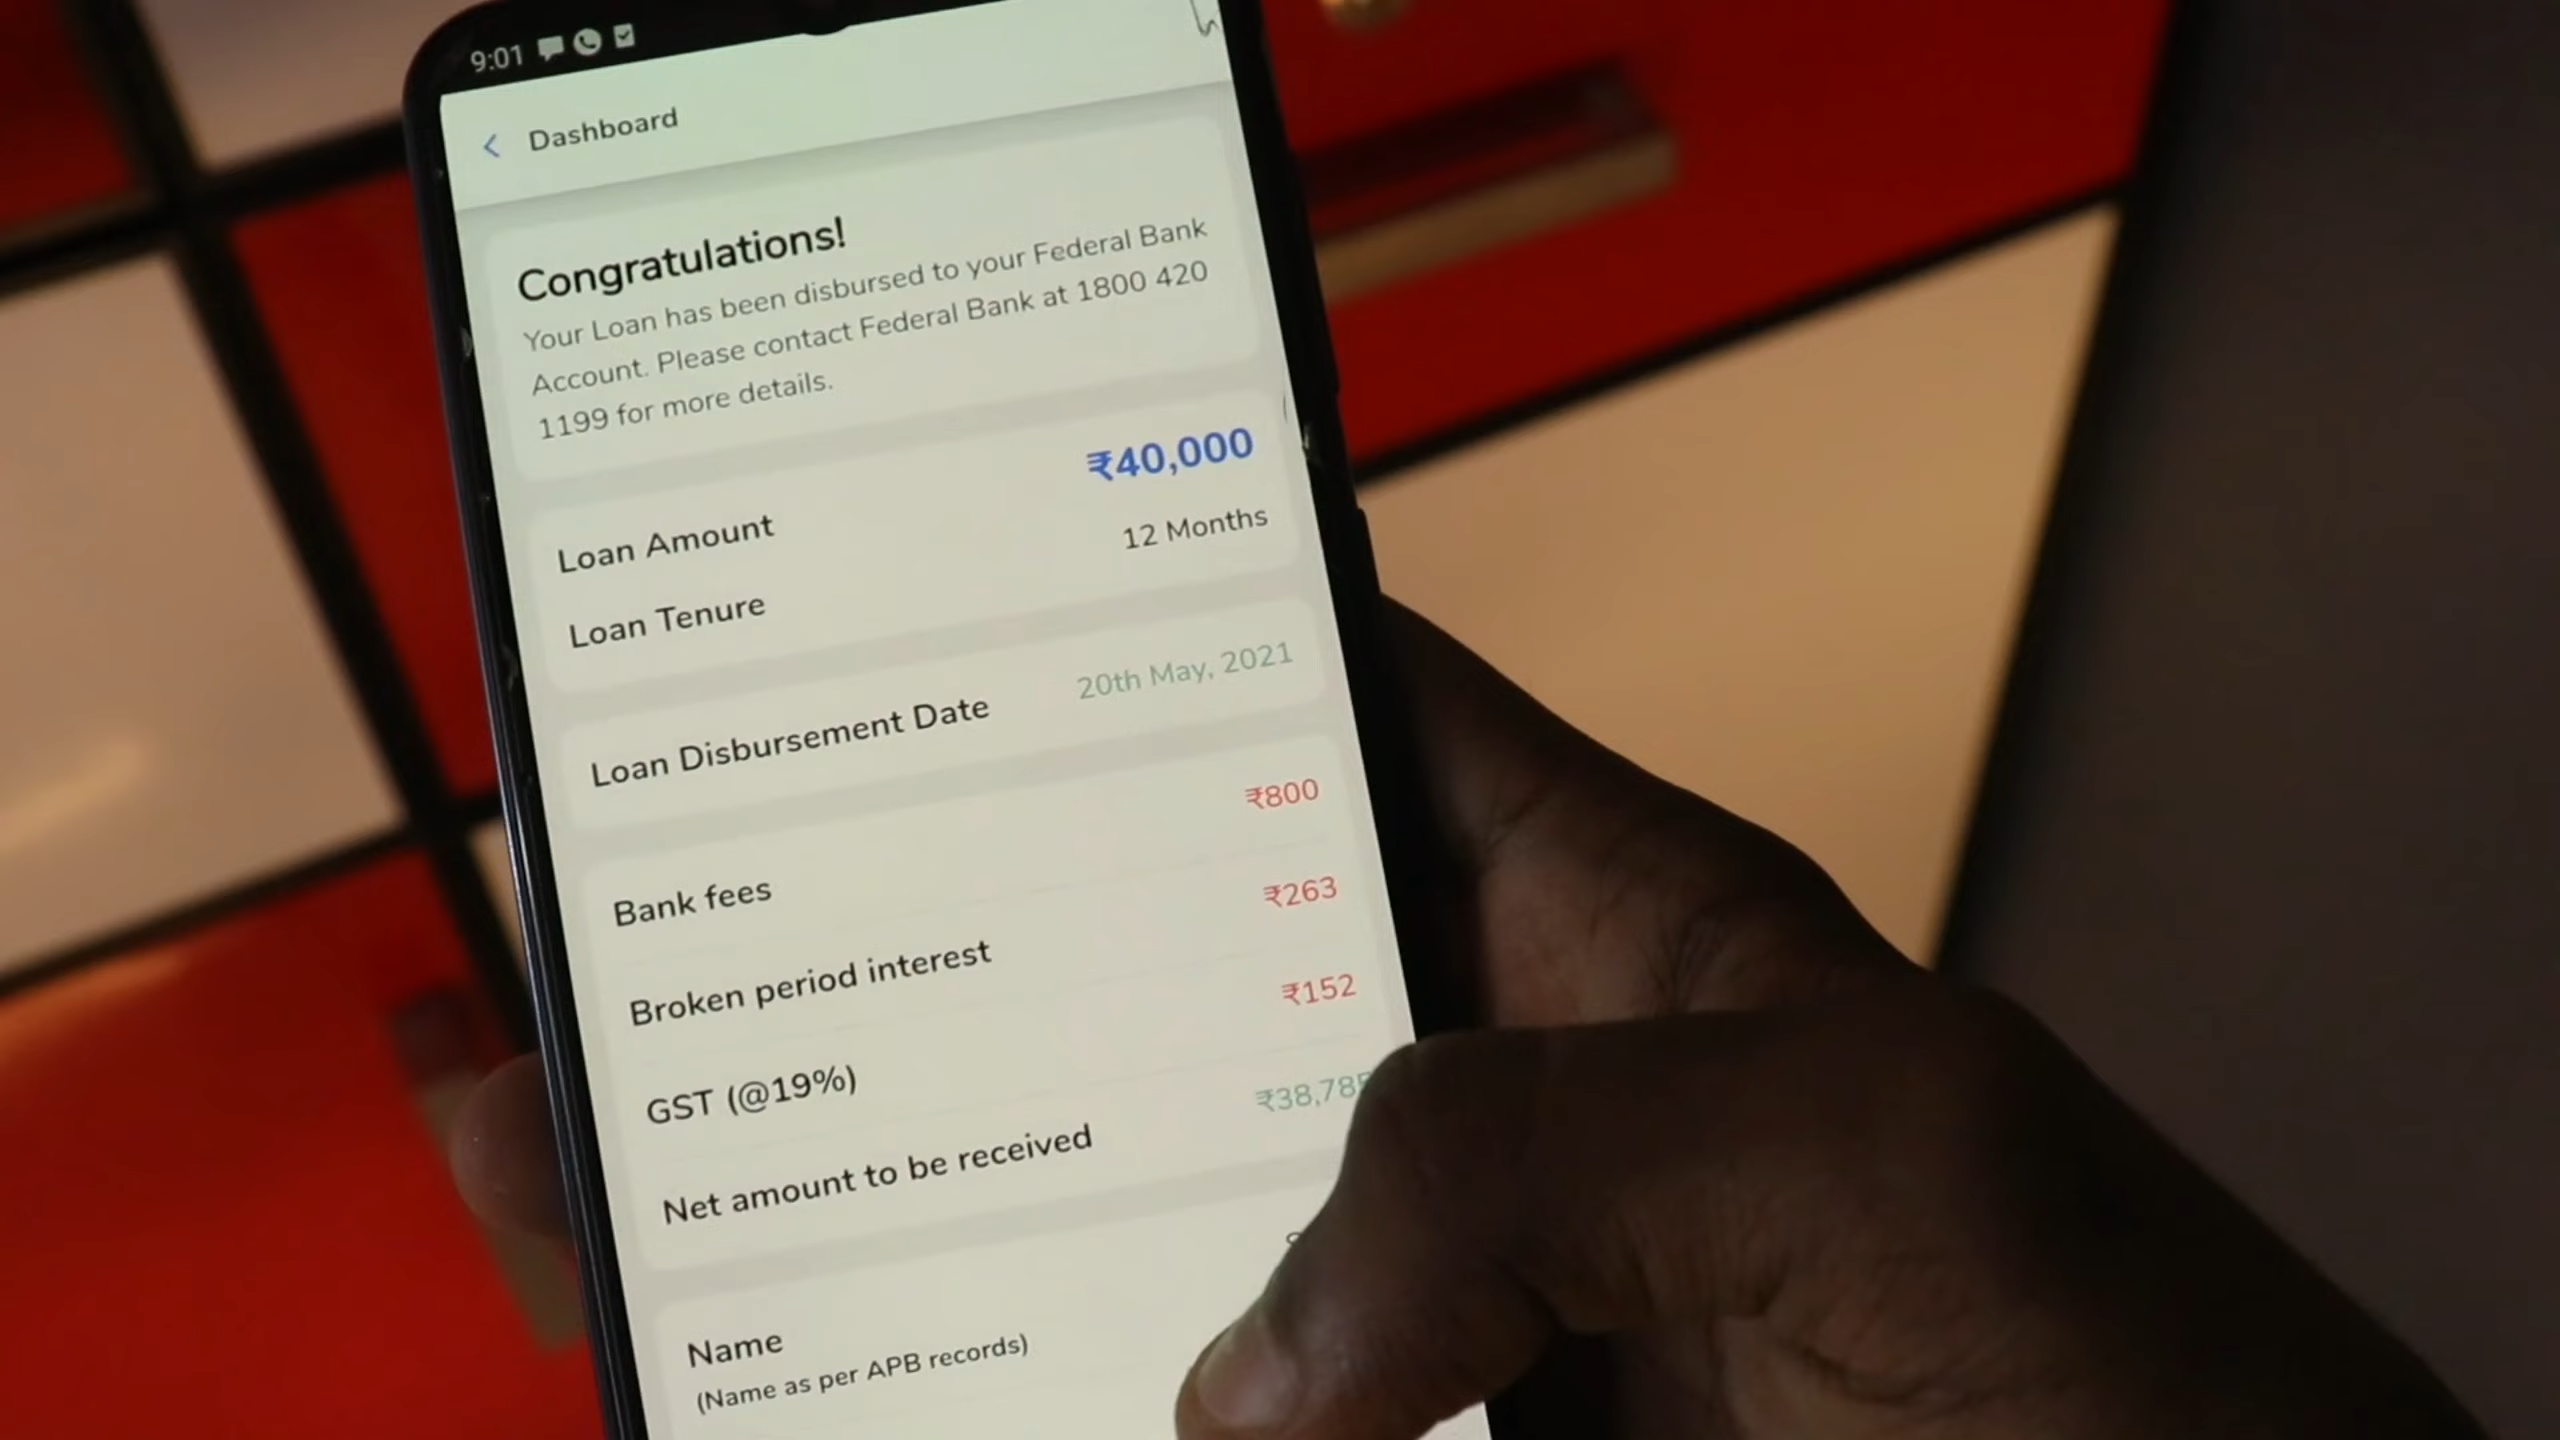 9:01
Dashboard
Congratulations!
Your Loan has been disbursed to your Federal Bank
Account. Please contact Federal Bank at 1800 420
1199 for more details.
Loan Amount ₹40,000
Loan Tenure 12 Months
Loan Disbursement Date 20th May, 2021
Bank fees ₹800
Broken period interest ₹263
GST (@19%) ₹152
Net amount to be received ₹38,785
Name
(Name as per APB records)